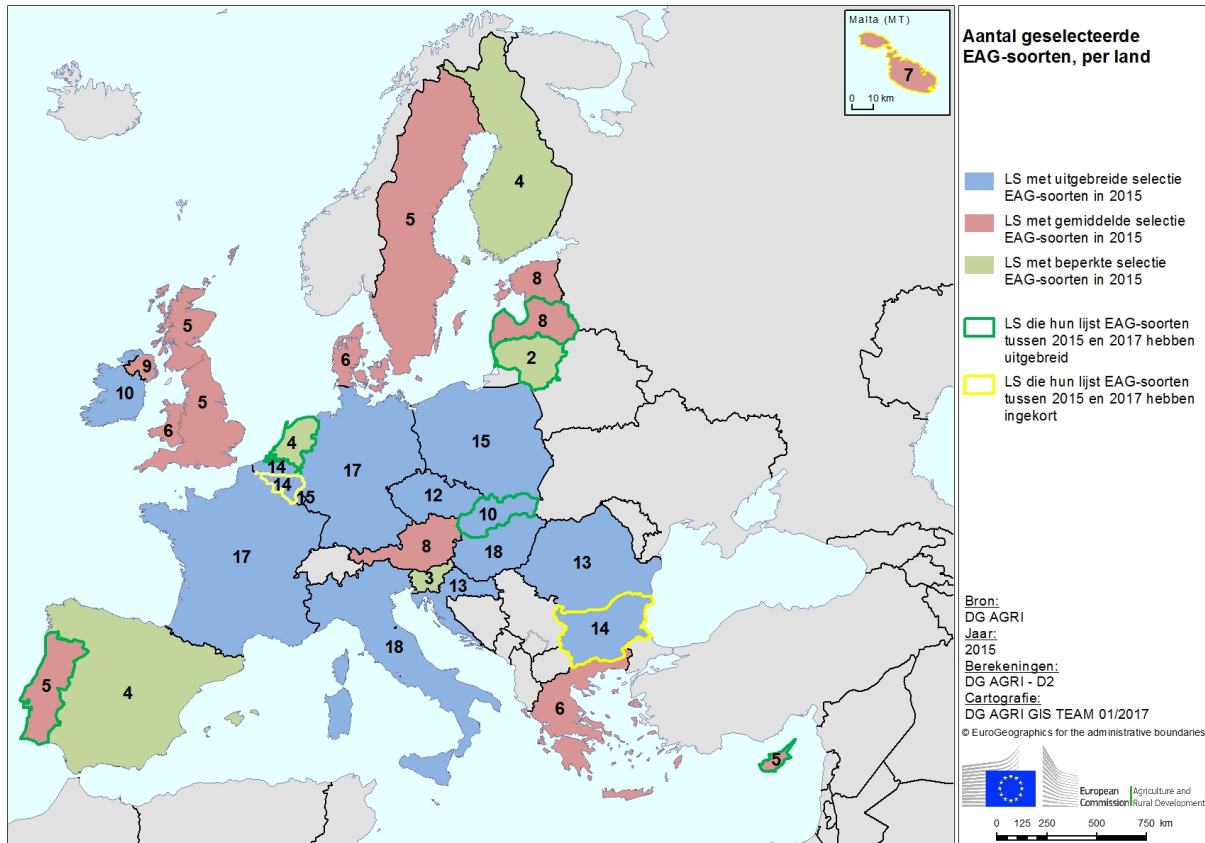 Malta (MT)
7
0 10 km
Aantal geselecteerde
EAG-soorten, per land
LS met uitgebreide selectie
EAG-soorten in 2015
LS met gemiddelde selectie
EAG-soorten in 2015
LS met beperkte selectie
EAG-soorten in 2015
LS die hun lijst EAG-soorten
tussen 2015 en 2017 hebben
uitgebreid
LS die hun lijst EAG-soorten
tussen 2015 en 2017 hebben
ingekort
4
5
8
8
2
5
9
10
5
6
6
4
14
14
15
17
15
12
10
17
8
18
3
13
13
14
18
5
4
6
5
Bron:
DG AGRI
Jaar:
2015
Berekeningen:
DG AGRI - D2
Cartografie:
DG AGRI GIS TEAM 01/2017
© EuroGeographics for the administrative boundaries
European
Commission
Agriculture and
Rural Development
0 125 250 500 750 km